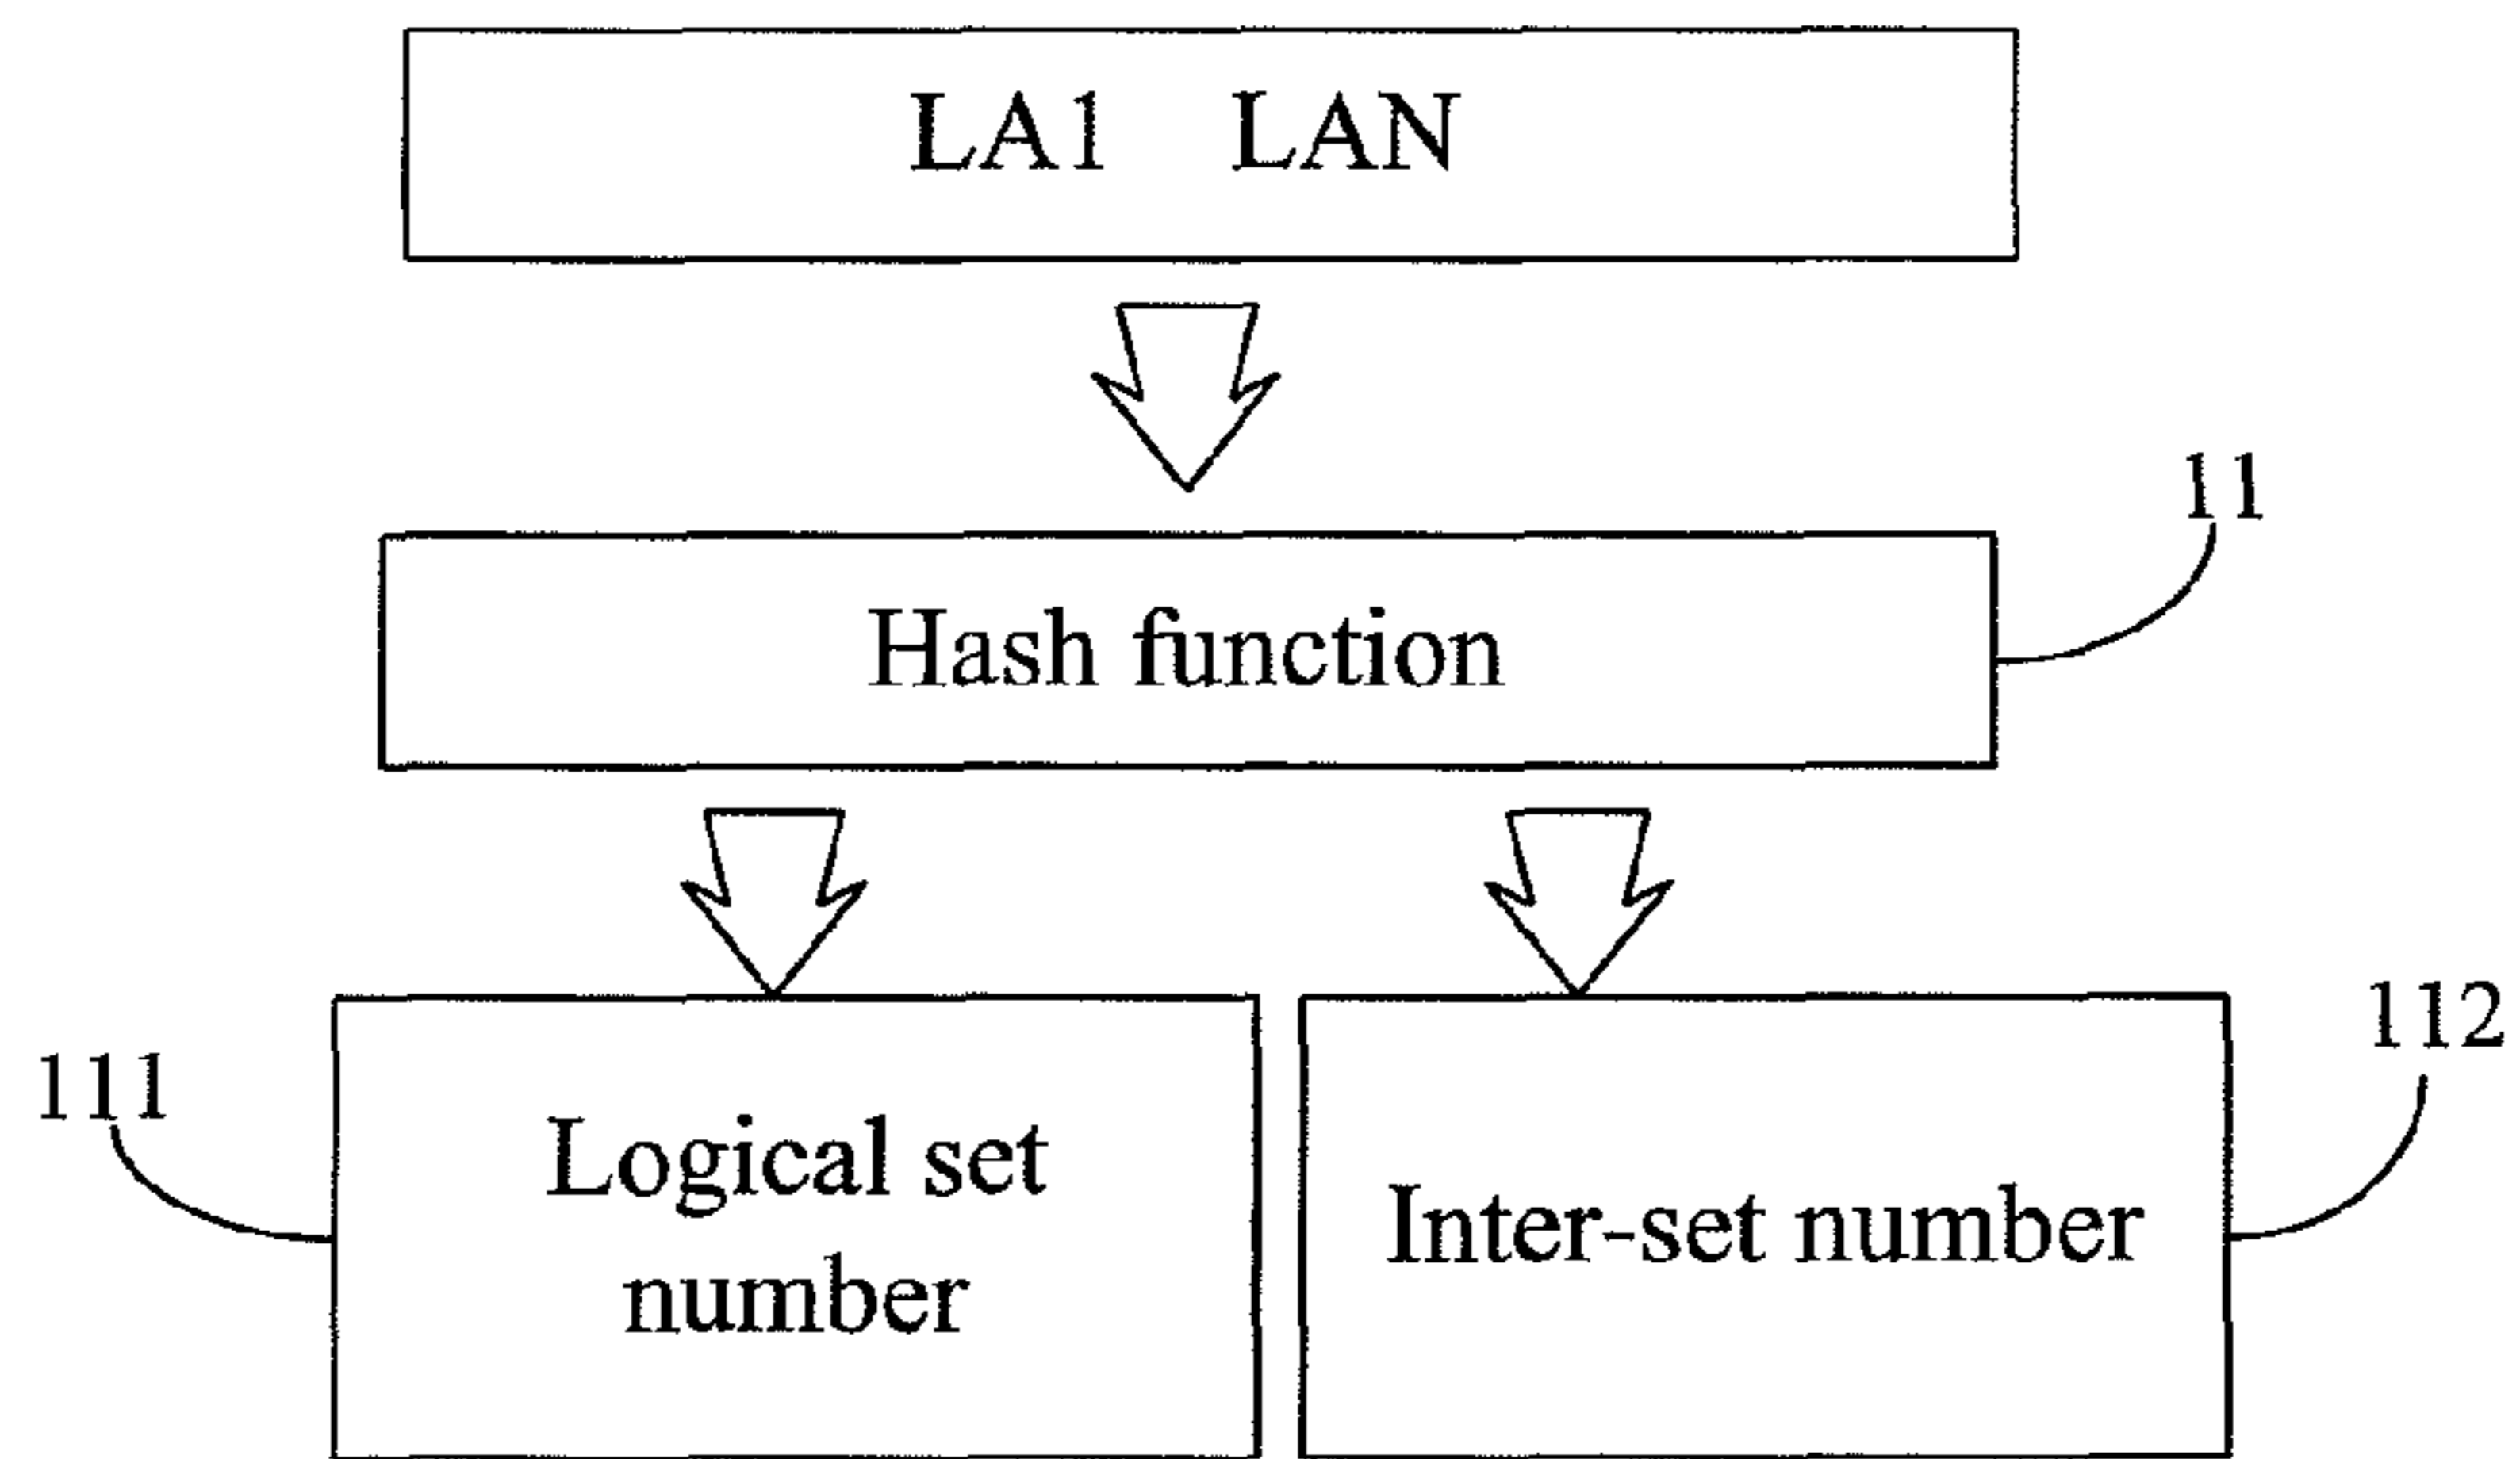 LA1 LAN
11
Hash function
111
112
Logical set
number
Inter-set number